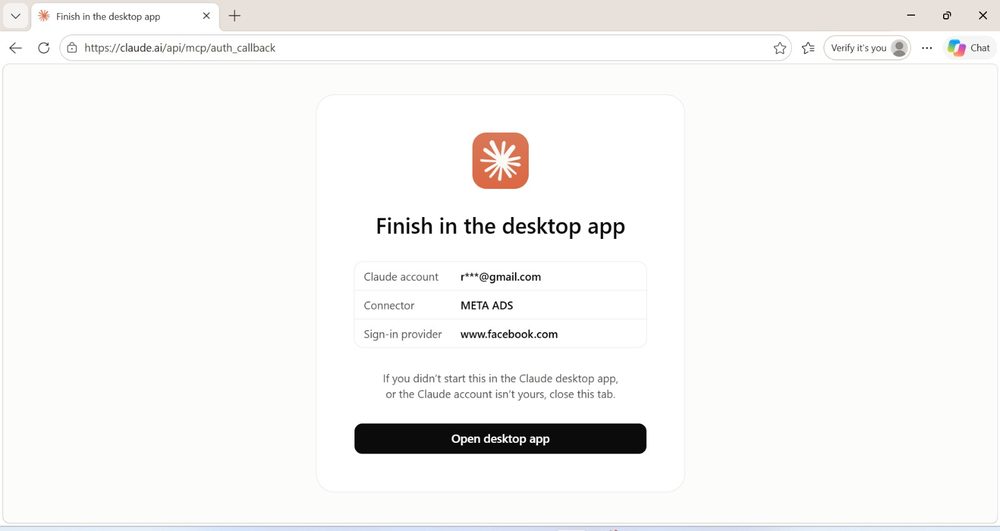 Finish in the desktop app
https://claude.ai/api/mcp/auth_callback
Verify it's you
Chat
Finish in the desktop app
Claude account r***@gmail.com
Connector META ADS
Sign-in provider www.facebook.com
If you didn't start this in the Claude desktop app,
or the Claude account isn't yours, close this tab.
Open desktop app